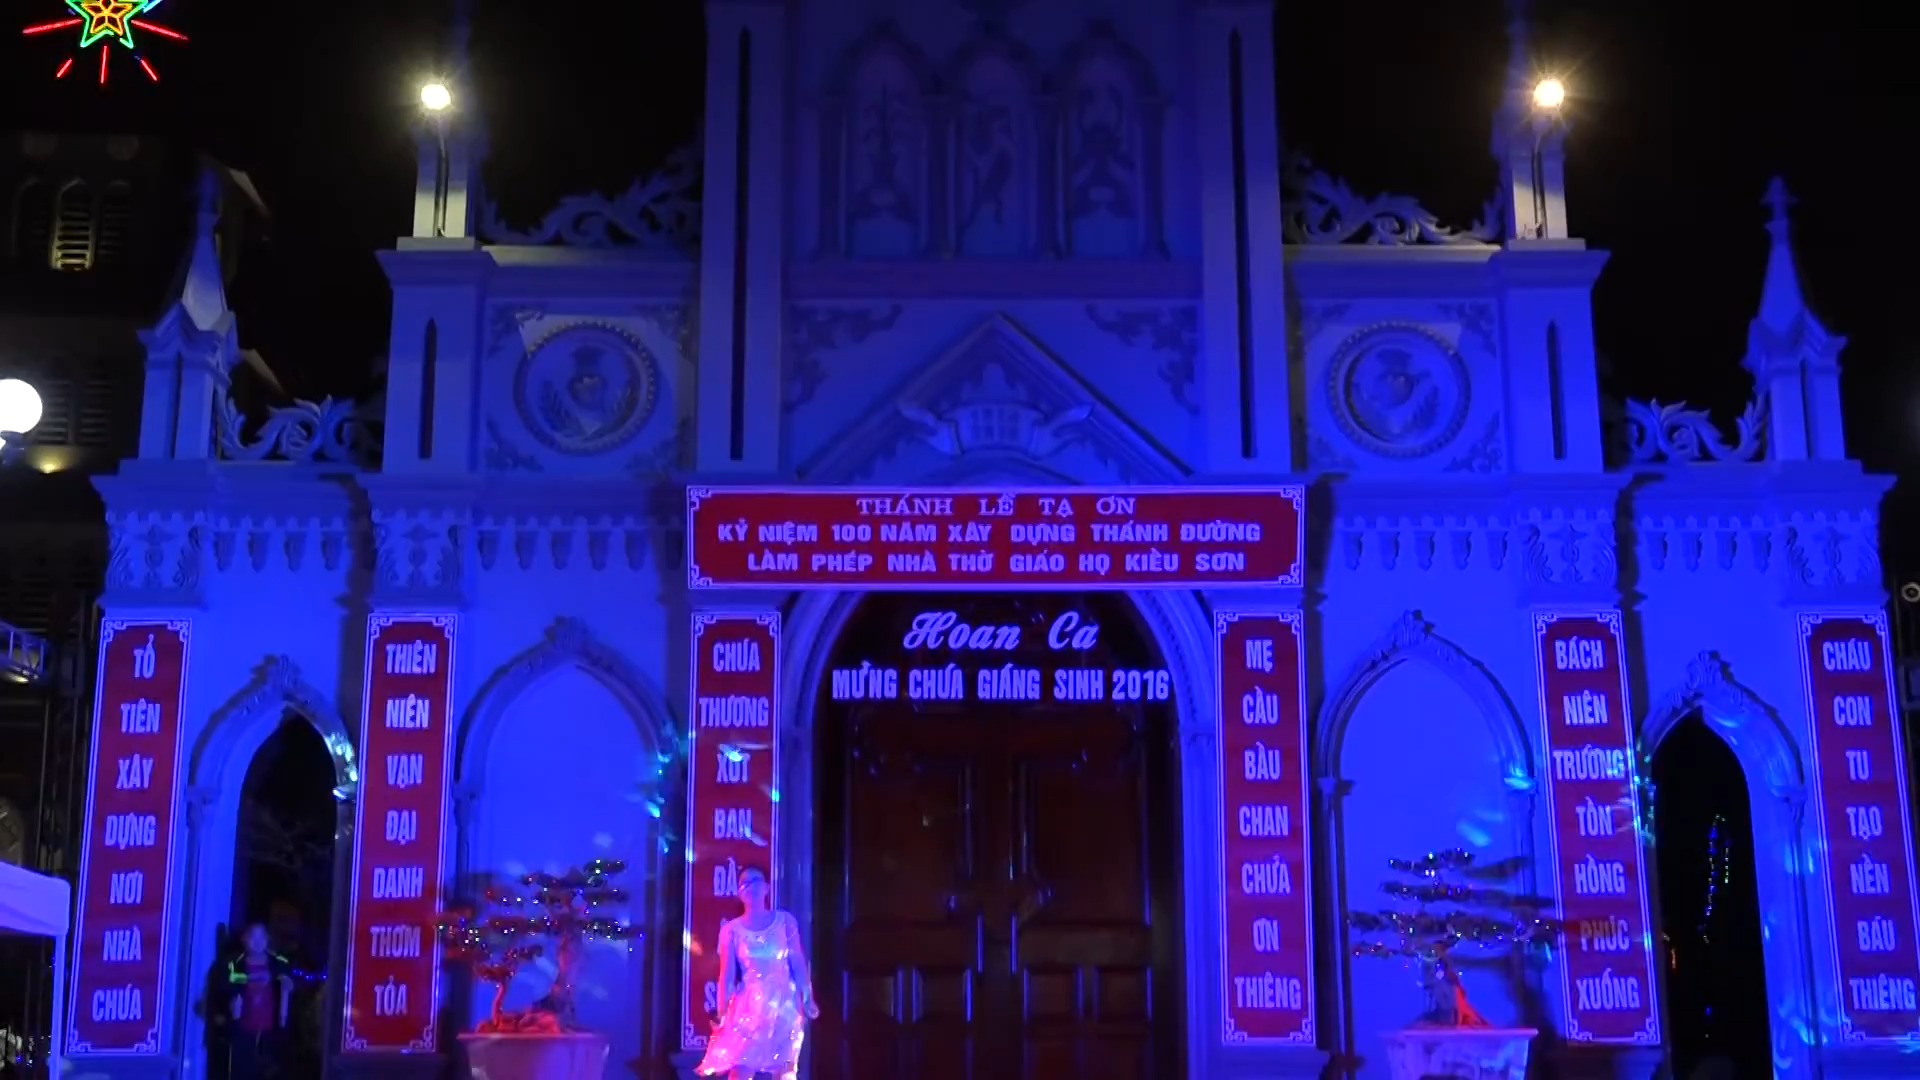 THÁNH LỄ TẠ ƠN
KỶ NIỆM 100 NĂM XÂY DỰNG THÁNH ĐƯỜNG
LÀM PHÉP NHÀ THỜ GIÁO HỌ KIỀU SƠN
Hoan Ca
MỪNG CHÚA GIÁNG SINH 2016
TỔ
TIÊN
XÂY
DỰNG
NƠI
NHÀ
CHÚA
THIÊN
NIÊN
VẠN
ĐẠI
DANH
THƠM
TỎA
CHÚA
THƯƠNG
XÓT
BAN
MẸ
CẦU
BẦU
CHAN
CHỨA
ƠN
THIÊNG
BÁCH
NIÊN
TRƯỜNG
TỒN
HỒNG
PHÚC
XUỐNG
CHÁU
CON
TU
TẠO
NỀN
BÁU
THIÊNG